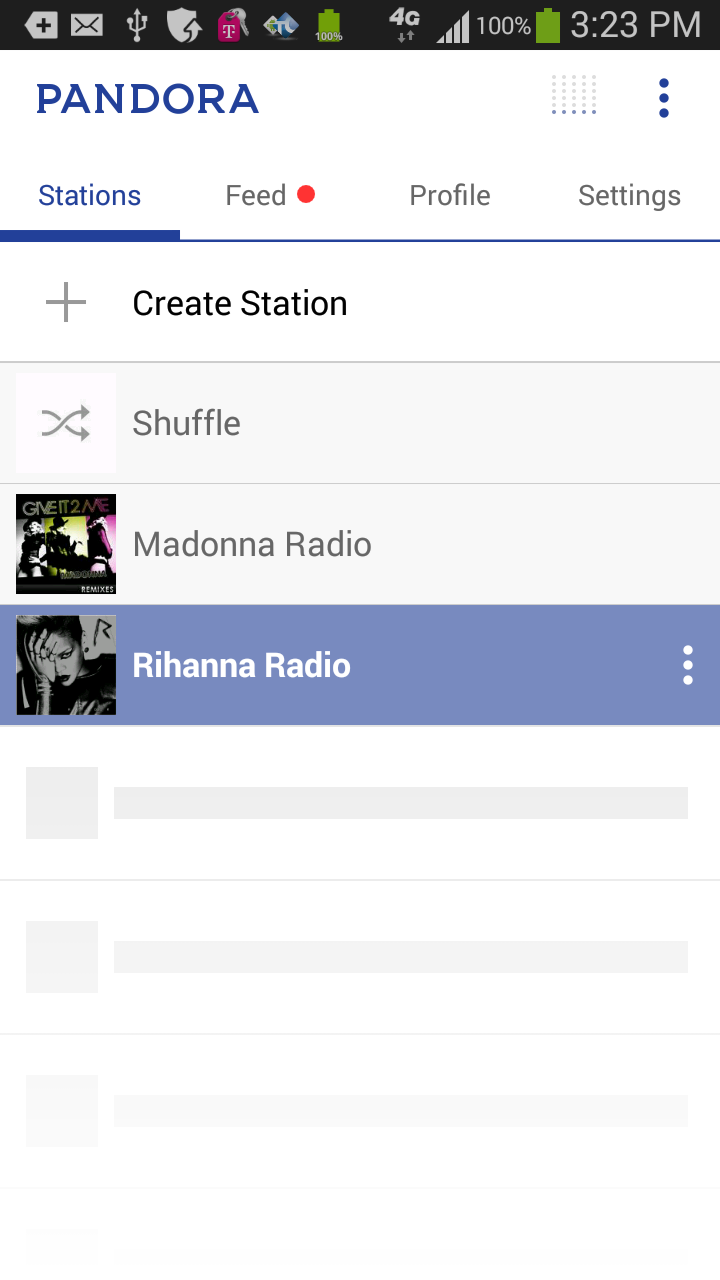 100% 4G 100% 3:23 PM
PANDORA
Stations Feed Profile Settings
Create Station
Shuffle
GIVE IT 2 ME
MADONNA
REMIXES
Madonna Radio
R
Rihanna Radio